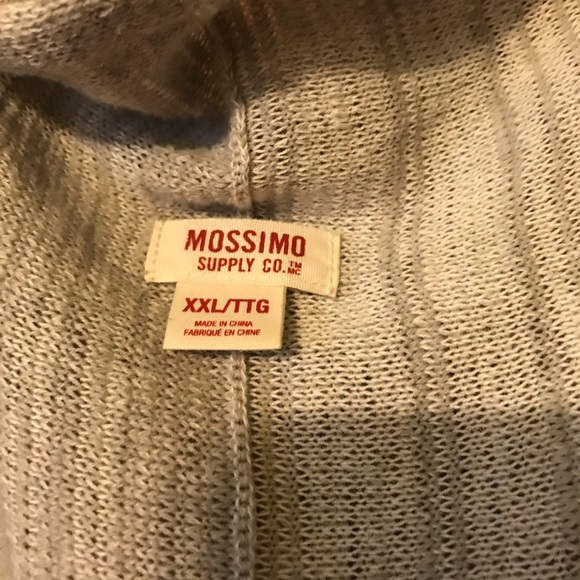 MOSSIMO
SUPPLY CO.™ MC
XXL/TTG
MADE IN CHINA
FABRIQUÉ EN CHINE